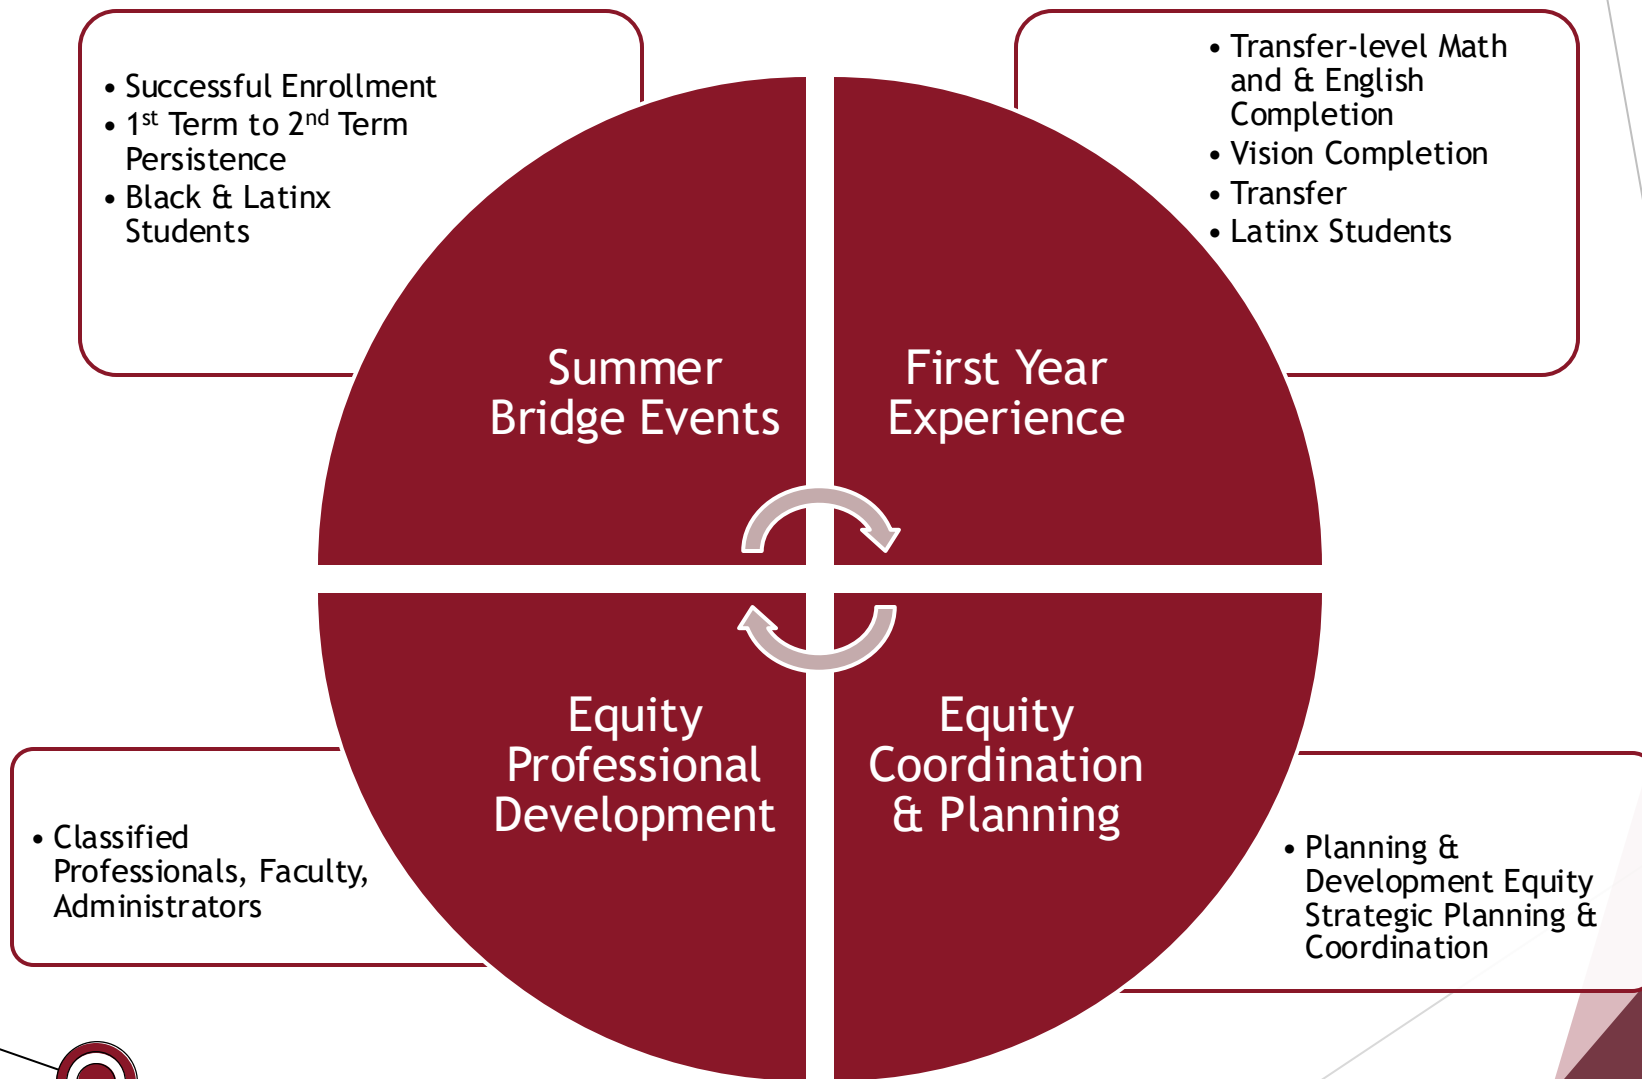 • Successful Enrollment
• 1st Term to 2nd Term
Persistence
• Black & Latinx
Students
• Transfer-level Math
and & English
Completion
• Vision Completion
• Transfer
• Latinx Students
Summer
Bridge Events
First Year
Experience
Equity
Professional
Development
Equity
Coordination
& Planning
• Classified
Professionals, Faculty,
Administrators
• Planning &
Development Equity
Strategic Planning &
Coordination